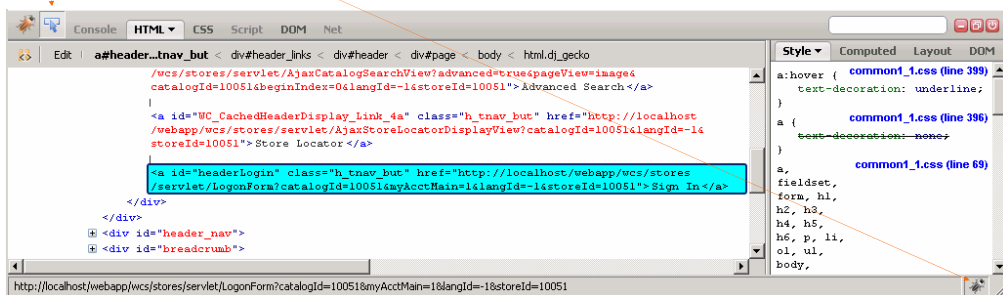 Console HTML CSS Script DOM Net
Edit a#header...tnav_but < div#header_links < div#header < div#page < body < html.dj_gecko
/wcs/stores/servlet/AjaxCatalogSearchView?advanced=true&pageView=image&
catalogId=10051&beginIndex=0&langId=-1&storeId=10051">Advanced Search</a>
|
<a id="WC_CachedHeaderDisplay_Link_4a" class="h_tnav_but" href="http://localhost
/webapp/wcs/stores/servlet/AjaxStoreLocatorDisplayView?catalogId=10051&langId=-1&
storeId=10051">Store Locator</a>
|
<a id="headerLogin" class="h_tnav_but" href="http://localhost/webapp/wcs/stores
/servlet/LogonForm?catalogId=10051&myAcctMain=1&langId=-1&storeId=10051">Sign In</a>
</div>
</div>
<div id="header_nav">
<div id="breadcrumb">
Style Computed Layout DOM
a:hover { common1_1.css (line 399)
text-decoration: underline;
}
a { common1_1.css (line 396)
text-decoration: none;
}
common1_1.css (line 69)
a,
fieldset,
form, h1,
h2, h3,
h4, h5,
h6, p, li,
ol, ul,
body,
http://localhost/webapp/wcs/stores/servlet/LogonForm?catalogId=10051&myAcctMain=1&langId=-1&storeId=10051